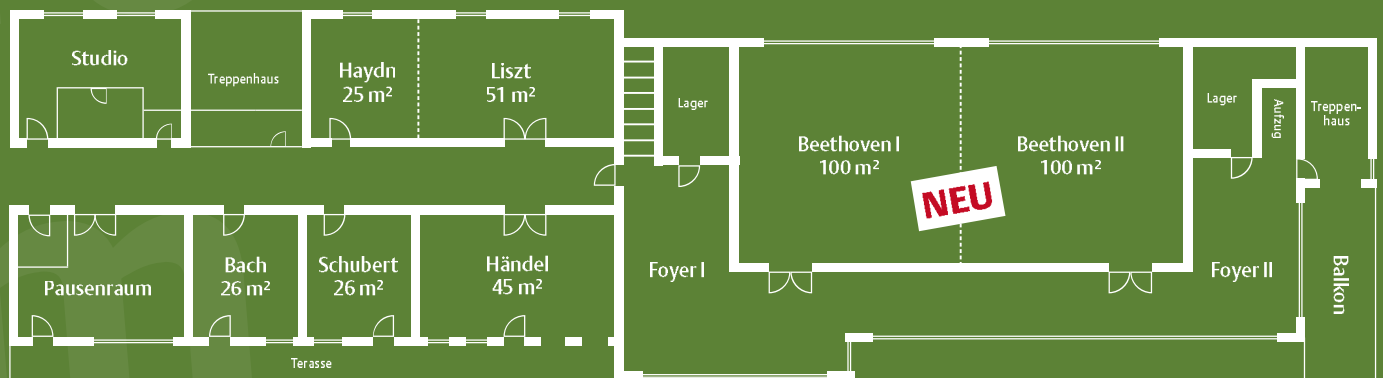 Studio
Treppenhaus
Haydn
25 m²
Liszt
51 m²
Lager
Beethoven I
100 m²
Beethoven II
100 m²
NEU
Lager
Aufzug
Treppen-
haus
Pausenraum
Bach
26 m²
Schubert
26 m²
Händel
45 m²
Foyer I
Foyer II
Balkon
Terasse